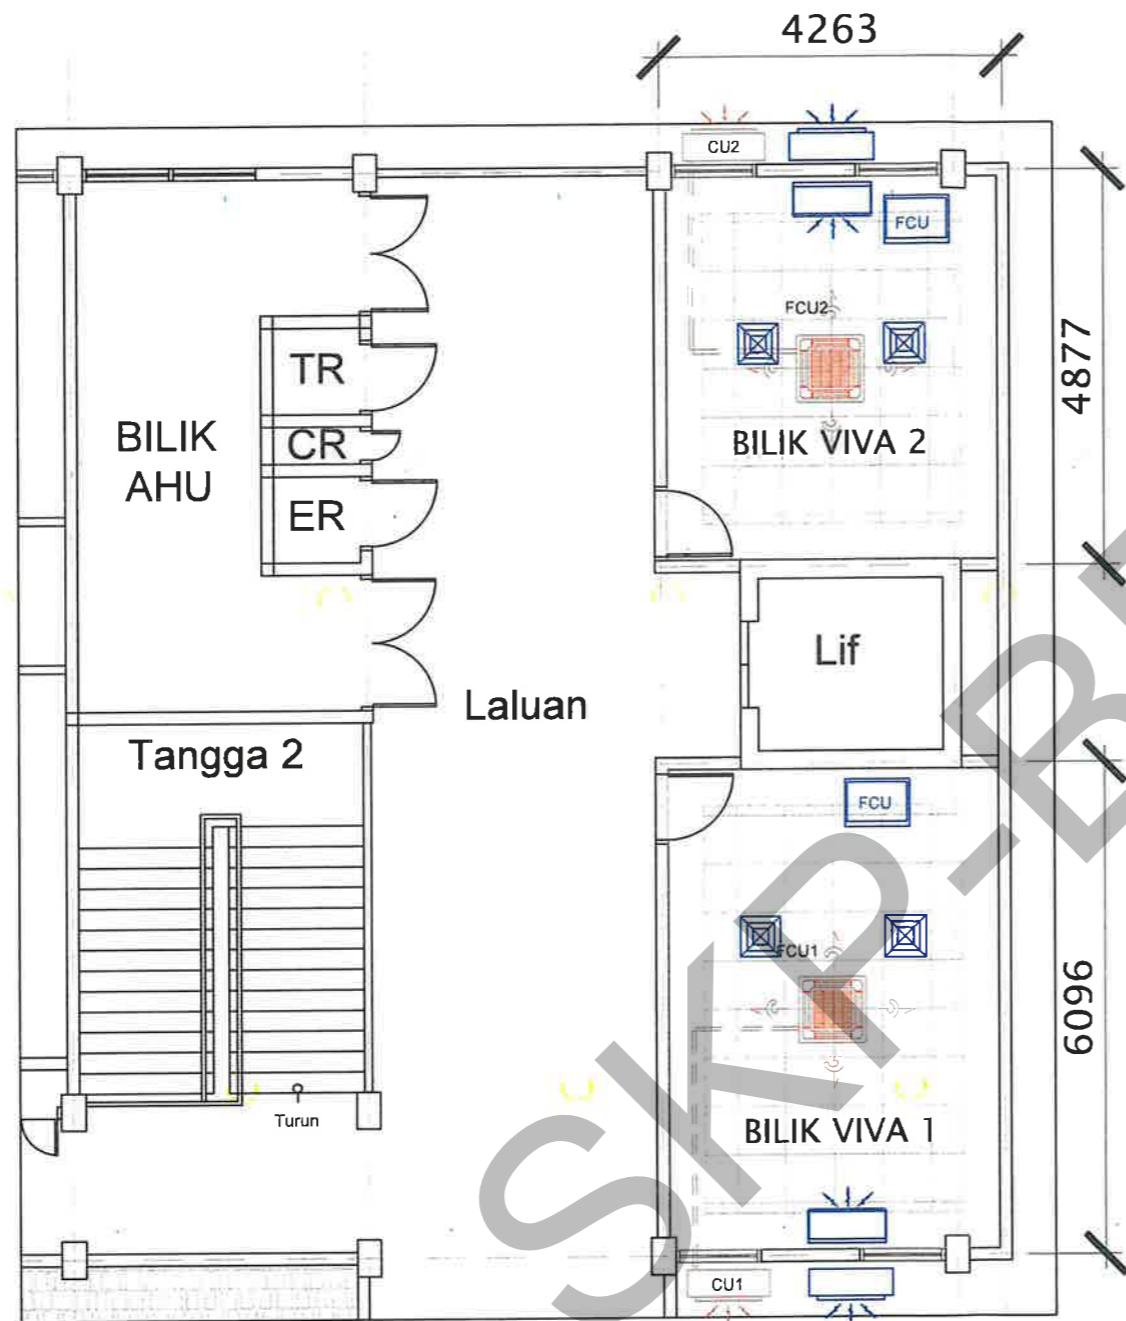 4263
CU2
FCU
FCU2
4877
TR
BILIK
AHU
CR
BILIK VIVA 2
ER
Lif
Laluan
Tangga 2
FCU
FCU1
6096
Turun
BILIK VIVA 1
CU1
SKP-B